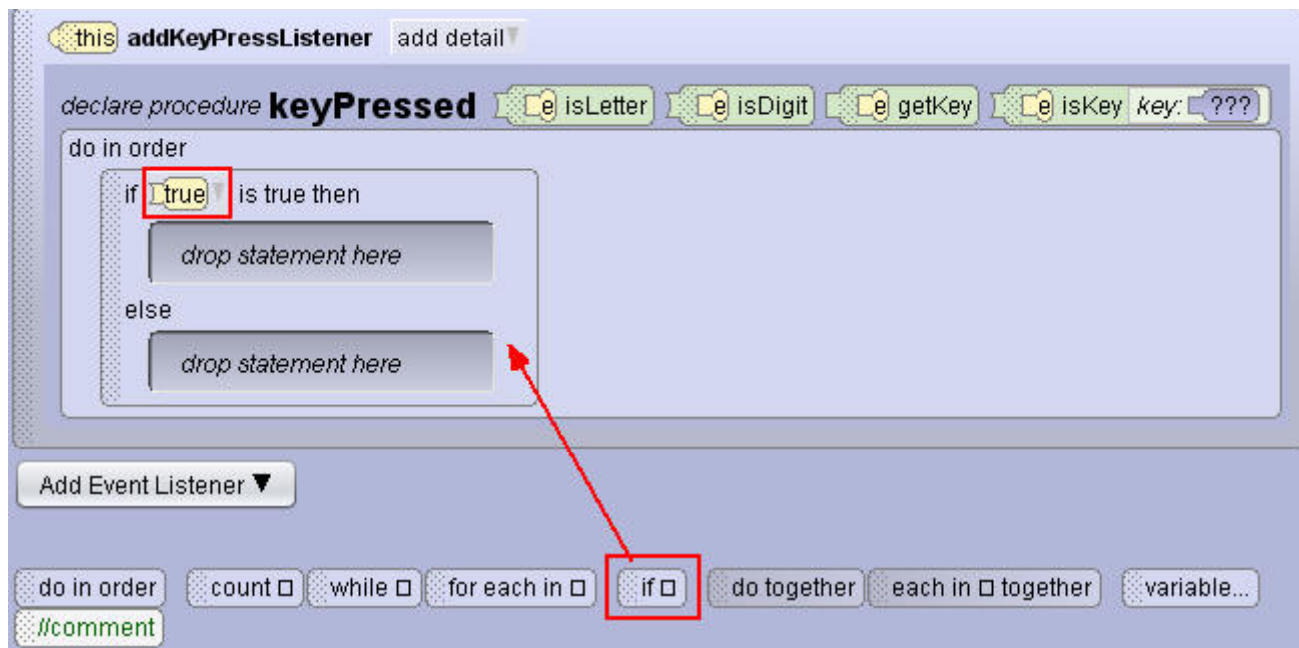 this addKeyPressListener add detail
declare procedure keyPressed e isLetter e isDigit e getKey e isKey key: ???
do in order
if true is true then
drop statement here
else
drop statement here
Add Event Listener
do in order count while for each in if do together each in together variable...
//comment